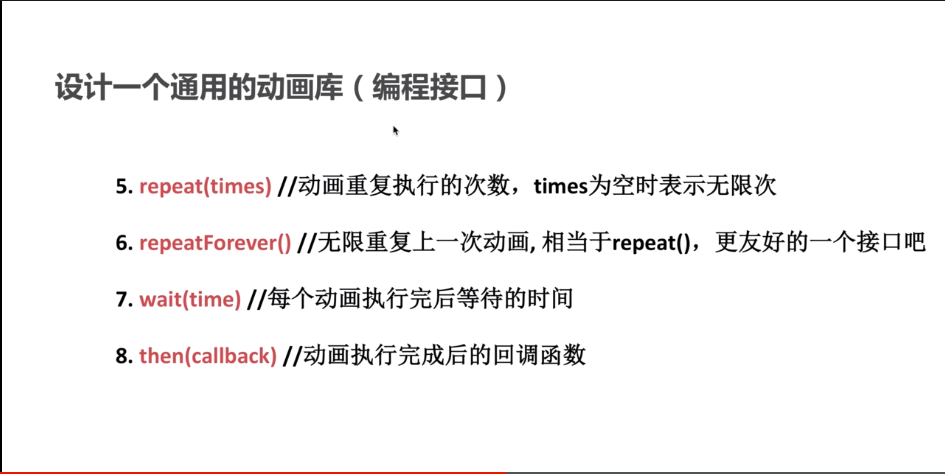 设计一个通用的动画库（编程接口）
5. repeat(times) //动画重复执行的次数，times为空时表示无限次
6. repeatForever() //无限重复上一次动画, 相当于repeat()，更友好的一个接口吧
7. wait(time) //每个动画执行完后等待的时间
8. then(callback) //动画执行完成后的回调函数